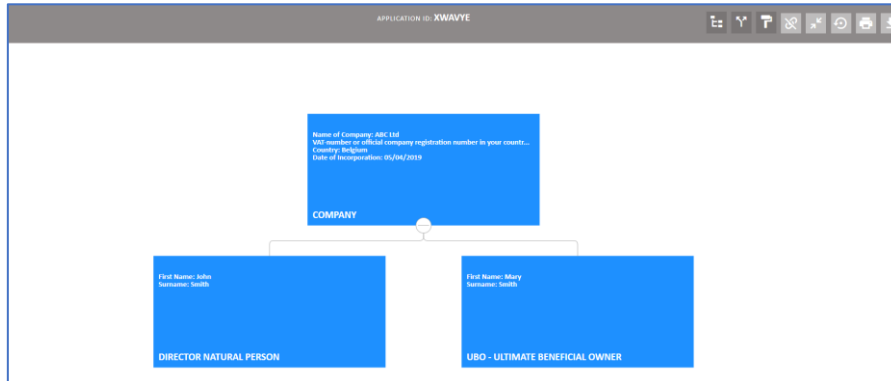 APPLICATION ID: XWAVYE
Name of Company: ABC Ltd
VAT-number or official company registration number in your countr...
Country: Belgium
Date of Incorporation: 05/04/2019
COMPANY
First Name: John
Surname: Smith
DIRECTOR NATURAL PERSON
First Name: Mary
Surname: Smith
UBO - ULTIMATE BENEFICIAL OWNER